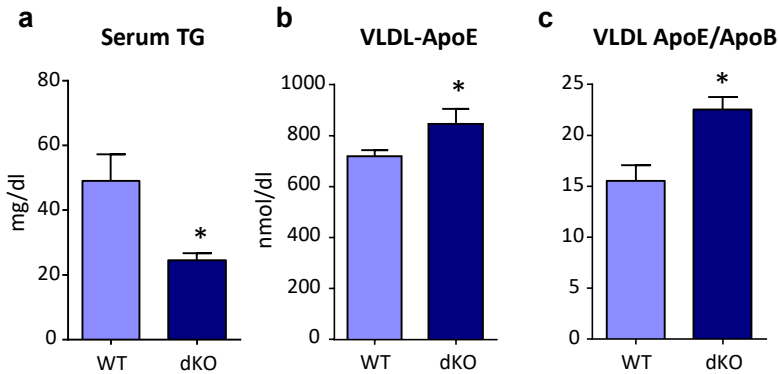 a
Serum TG
mg/dl
80
60
40
20
0
*
WT
dKO
b
VLDL-ApoE
nmol/dl
1000
800
600
400
200
0
*
WT
dKO
c
VLDL ApoE/ApoB
25
20
15
10
5
0
*
WT
dKO